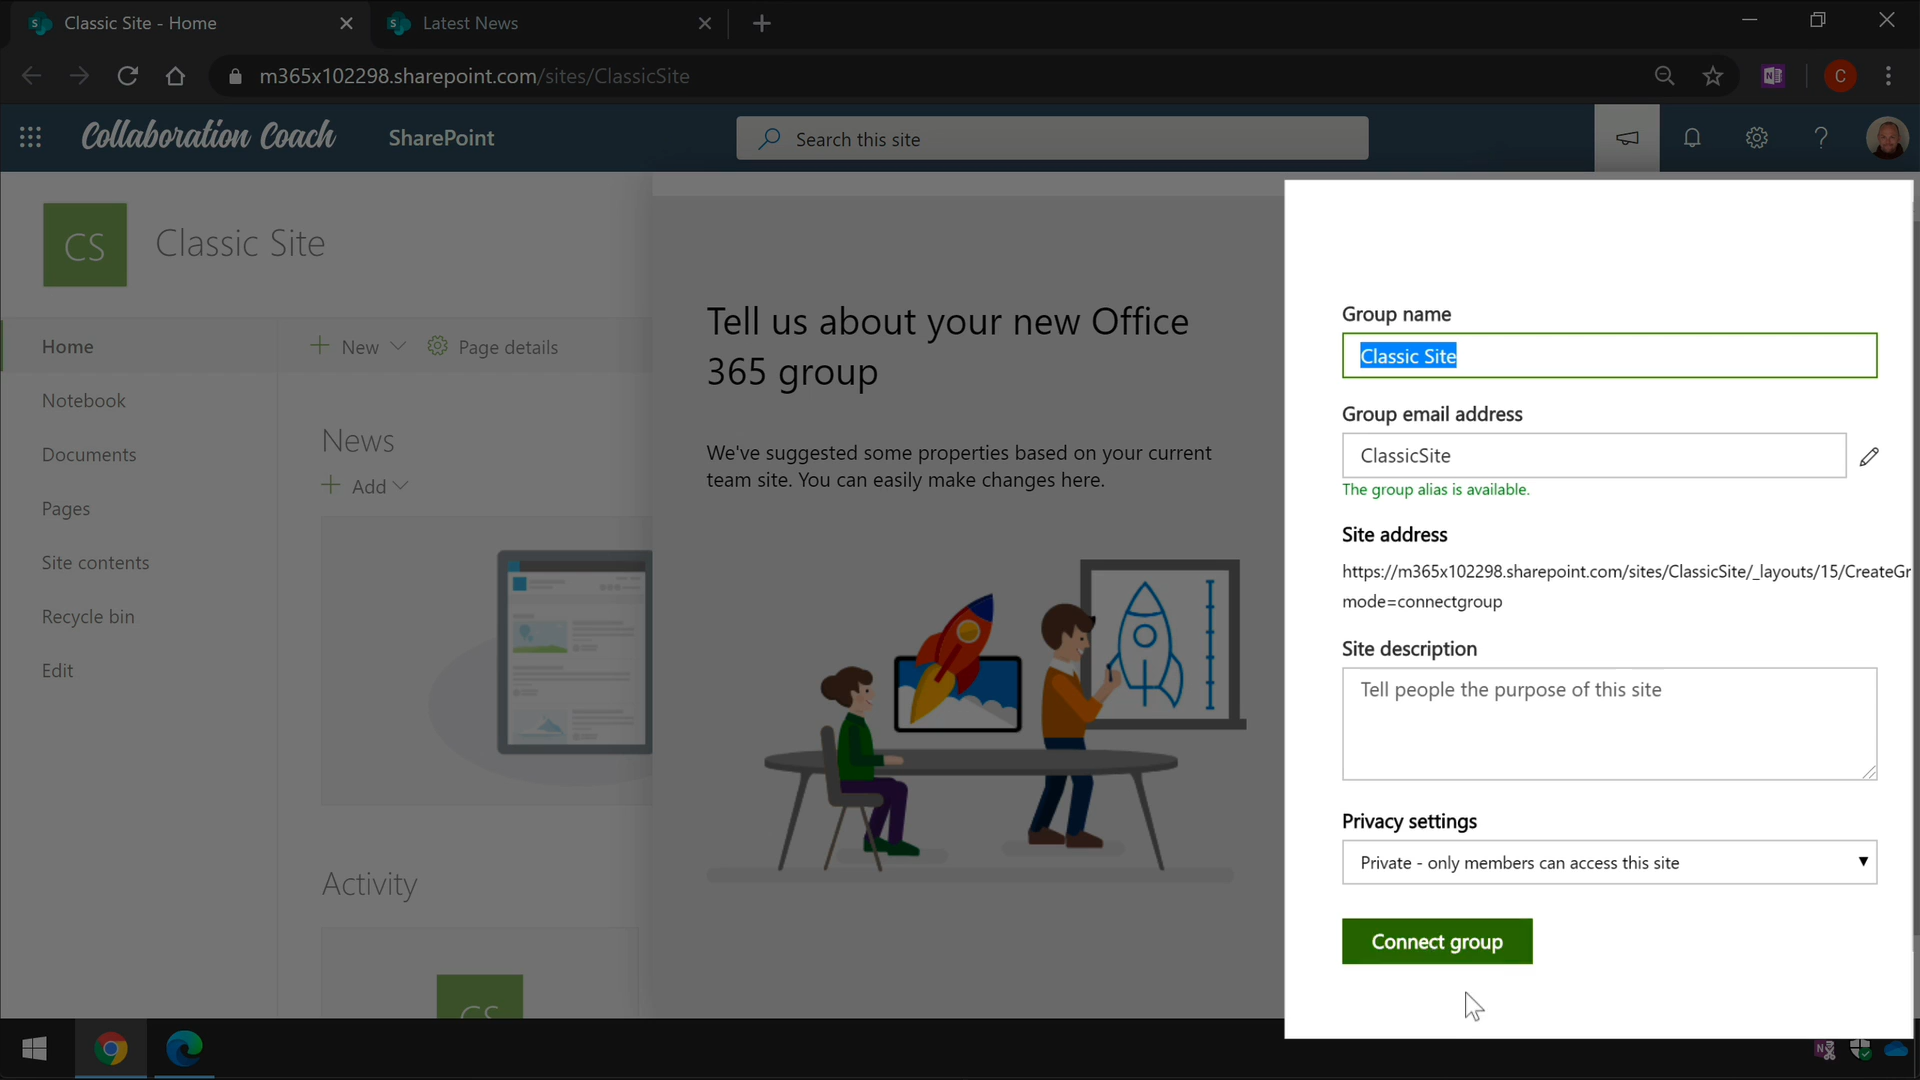 Classic Site - Home
Latest News
m365x102298.sharepoint.com/sites/ClassicSite
C
Collaboration Coach
SharePoint
Search this site
CS
Classic Site
Home
Notebook
Documents
Pages
Site contents
Recycle bin
Edit
New
Page details
News
Add
Activity
CS
Tell us about your new Office
365 group
We've suggested some properties based on your current
team site. You can easily make changes here.
Group name
Classic Site
Group email address
ClassicSite
The group alias is available.
Site address
https://m365x102298.sharepoint.com/sites/ClassicSite/_layouts/15/CreateGr
mode=connectgroup
Site description
Tell people the purpose of this site
Privacy settings
Private - only members can access this site
Connect group